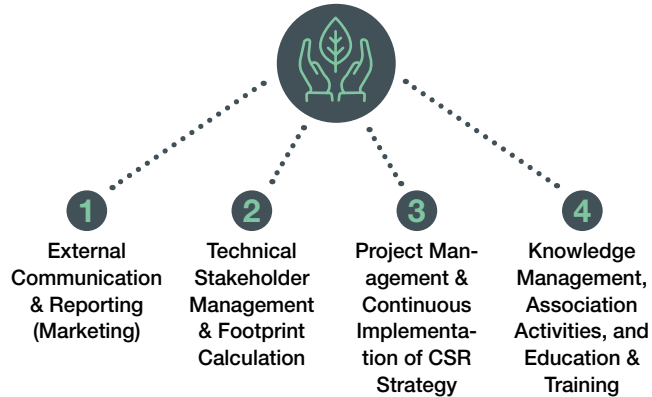 1
External
Communication
& Reporting
(Marketing)
2
Technical
Stakeholder
Management
& Footprint
Calculation
3
Project Man-
agement &
Continuous
Implementa-
tion of CSR
Strategy
4
Knowledge
Management,
Association
Activities, and
Education &
Training